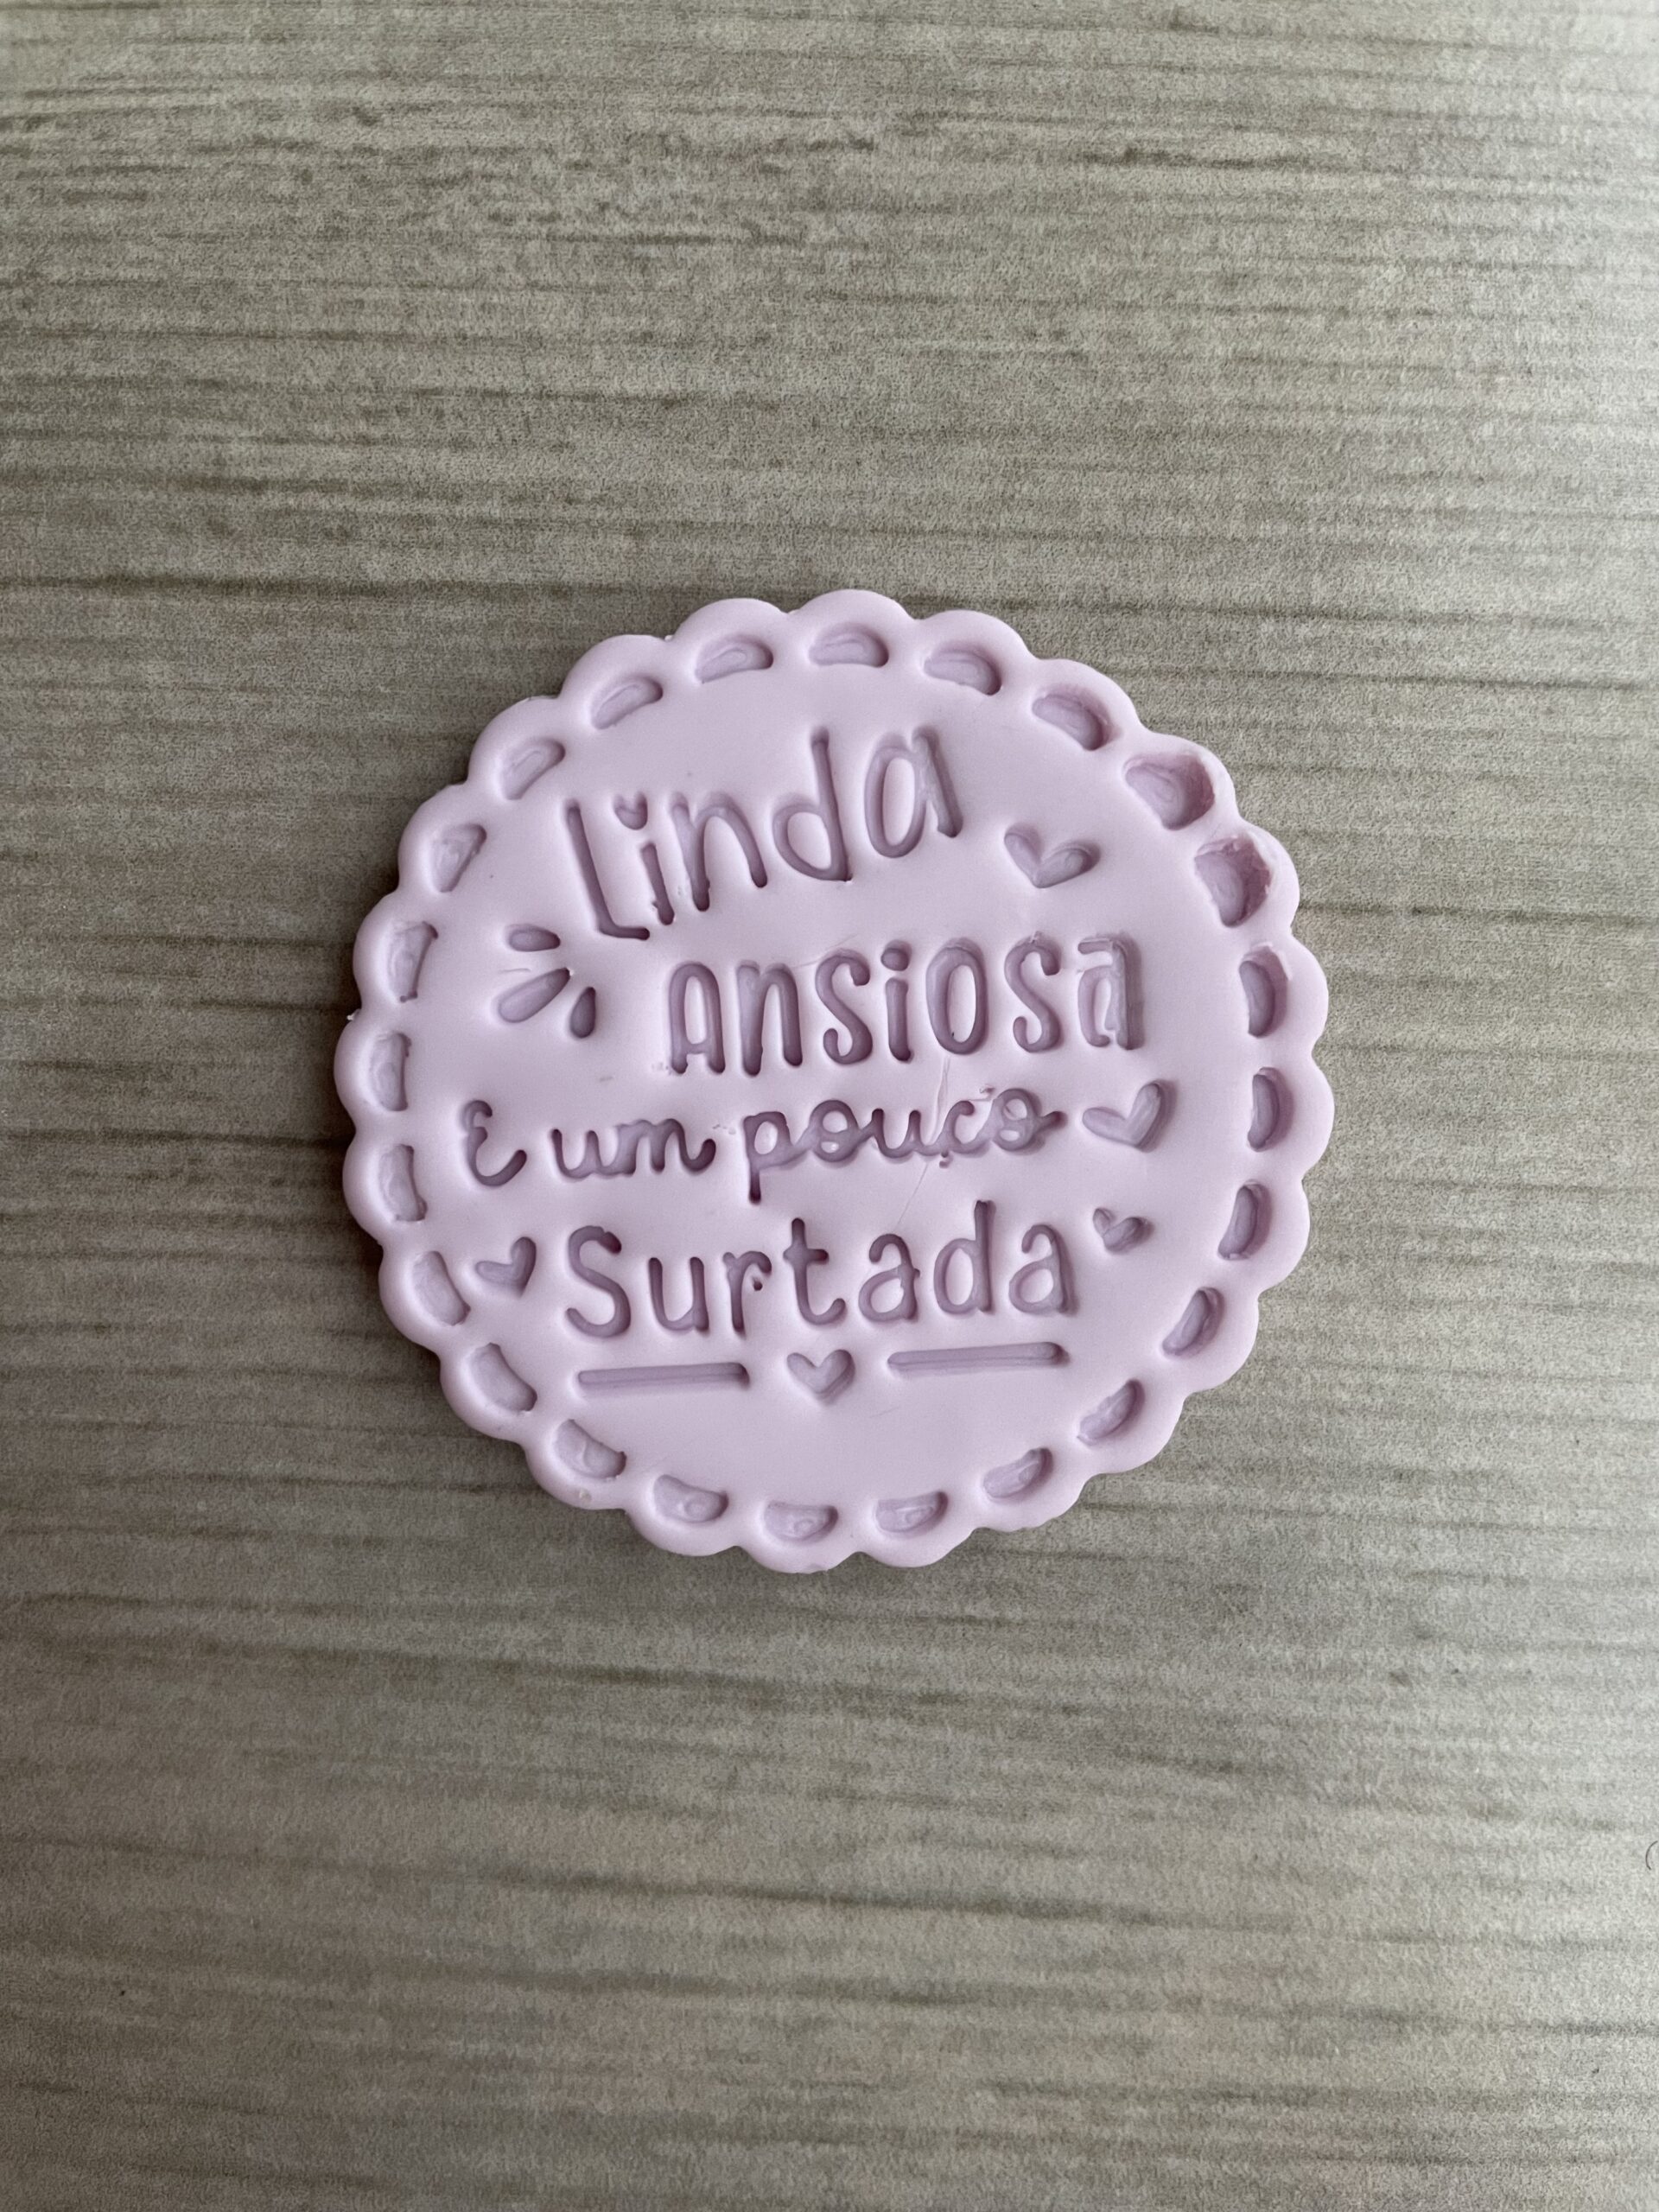 Linda
Ansiosa
E um pouco
Surtada